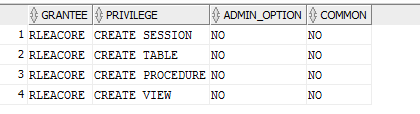 GRANTEE PRIVILEGE ADMIN_OPTION COMMON
1 RLEACORE CREATE SESSION NO NO
2 RLEACORE CREATE TABLE NO NO
3 RLEACORE CREATE PROCEDURE NO NO
4 RLEACORE CREATE VIEW NO NO